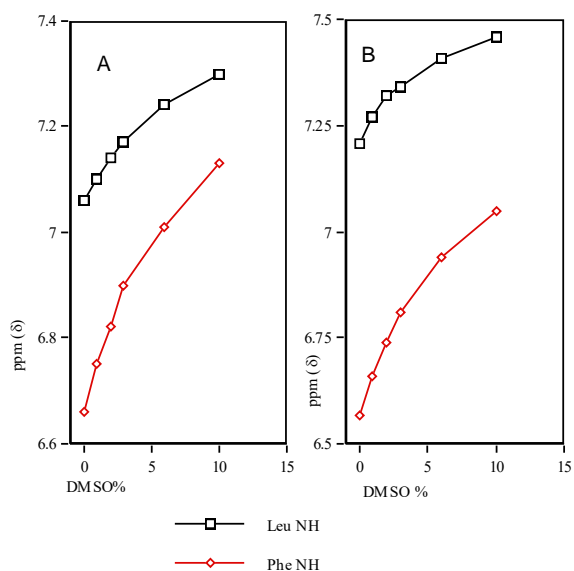 A
7.4
7.2
7
6.8
6.6
ppm (δ)
0
5
10
15
DMSO%
B
7.5
7.25
7
6.75
6.5
ppm (δ)
0
5
10
15
DMSO %
Leu NH
Phe NH